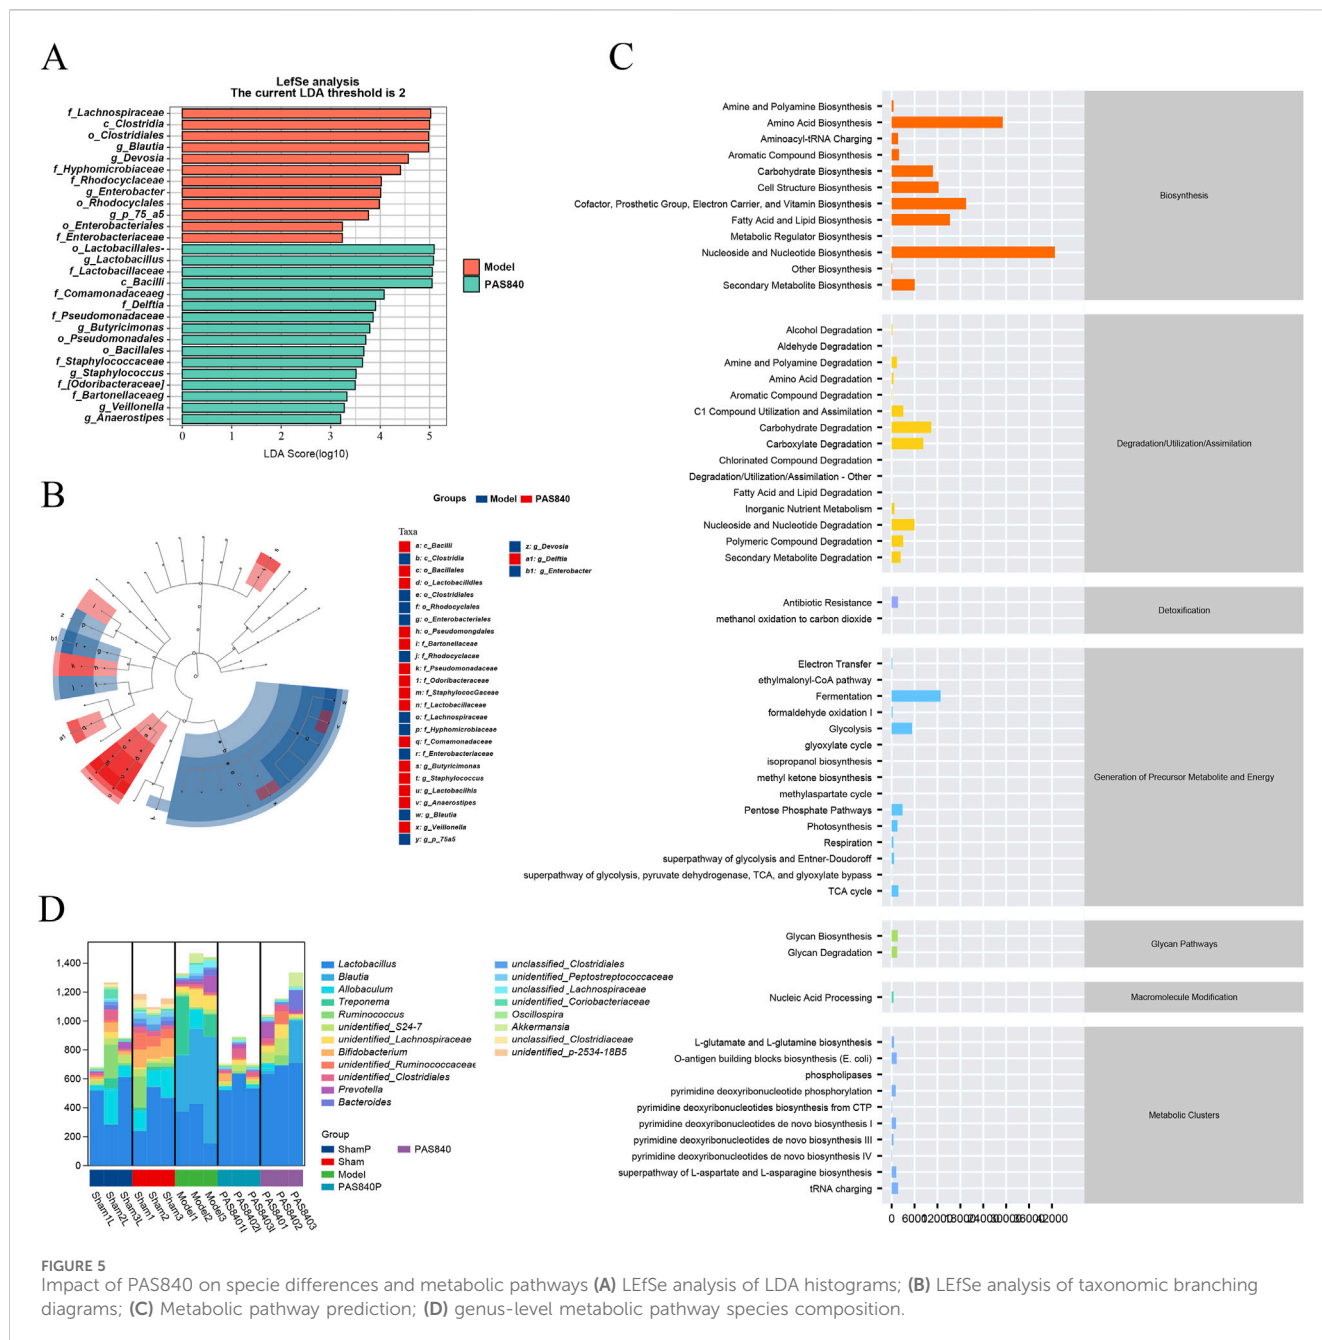 A
LefSe analysis
The current LDA threshold is 2
f_Lachnospiraceae
c_Clostridia
o_Clostridiales
g_Blautia
g_Devosia
f_Hyphomicrobiaceae
f_Rhodocyclaceae
g_Enterobacter
o_Rhodocyclales
g_p_75_a5
o_Enterobacteriales
f_Enterobacteriaceae
o_Lactobacillales-
g_Lactobacillus
f_Lactobacillaceae
c_Bacilli
f_Comamonadaceaeg
f_Delftia
f_Pseudomonadaceae
g_Butyricimonas
o_Pseudomonadales
o_Bacillales
f_Staphylococcaceae
g_Staphylococcus
f_[Odoribacteraceae]
f_Bartonellaceaeg
g_Veillonella
g_Anaerostipes
0 1 2 3 4 5
LDA Score(log10)
Model
PAS840
B
Groups Model PAS840
Taxa
a: c_Bacilli
b: c_Clostridia
c: o_Bacillales
d: o_Lactobacilldles
e: o_Clostridiales
f: o_Rhodocyclales
g: o_Enterobacteriales
h: o_Pseudomongdales
i: f_Bartonellaceae
j: f_Rhodocyclacae
k: f_Pseudomonadaceae
1: f_Odoribacteraceae
m: f_StaphylococGaceae
n: f_Lactobacillaceae
o: f_Lachnospiraceae
p: f_Hyphomicrobiaceae
q: f_Comamonadaceae
r: f_Enterobacteriaceae
s: g_Butyricimonas
t: g_Staphylococcus
u: g_Lactobacilhis
v: g_Anaerostipes
w: g_Blautia
x: g_Veillonella
y: g_p_75a5
z: g_Devosia
a1: g_Delftia
b1: g_Enterobacter
C
Amine and Polyamine Biosynthesis
Amino Acid Biosynthesis
Aminoacyl-tRNA Charging
Aromatic Compound Biosynthesis
Carbohydrate Biosynthesis
Cell Structure Biosynthesis
Cofactor, Prosthetic Group, Electron Carrier, and Vitamin Biosynthesis
Fatty Acid and Lipid Biosynthesis
Metabolic Regulator Biosynthesis
Nucleoside and Nucleotide Biosynthesis
Other Biosynthesis
Secondary Metabolite Biosynthesis
Biosynthesis
Alcohol Degradation
Aldehyde Degradation
Amine and Polyamine Degradation
Amino Acid Degradation
Aromatic Compound Degradation
C1 Compound Utilization and Assimilation
Carbohydrate Degradation
Carboxylate Degradation
Chlorinated Compound Degradation
Degradation/Utilization/Assimilation - Other
Fatty Acid and Lipid Degradation
Inorganic Nutrient Metabolism
Nucleoside and Nucleotide Degradation
Polymeric Compound Degradation
Secondary Metabolite Degradation
Degradation/Utilization/Assimilation
Antibiotic Resistance
methanol oxidation to carbon dioxide
Detoxification
Electron Transfer
ethylmalonyl-CoA pathway
Fermentation
formaldehyde oxidation I
Glycolysis
glyoxylate cycle
isopropanol biosynthesis
methyl ketone biosynthesis
methylaspartate cycle
Pentose Phosphate Pathways
Photosynthesis
Respiration
superpathway of glycolysis and Entner-Doudoroff
superpathway of glycolysis, pyruvate dehydrogenase, TCA, and glyoxylate bypass
TCA cycle
Generation of Precursor Metabolite and Energy
Glycan Biosynthesis
Glycan Degradation
Glycan Pathways
Nucleic Acid Processing
Macromolecule Modification
L-glutamate and L-glutamine biosynthesis
O-antigen building blocks biosynthesis (E. coli)
phospholipases
pyrimidine deoxyribonucleotide phosphorylation
pyrimidine deoxyribonucleotides biosynthesis from CTP
pyrimidine deoxyribonucleotides de novo biosynthesis I
pyrimidine deoxyribonucleotides de novo biosynthesis III
pyrimidine deoxyribonucleotides de novo biosynthesis IV
superpathway of L-aspartate and L-asparagine biosynthesis
tRNA charging
Metabolic Clusters
0 6000 12000 18000 24000 30000 36000 42000
D
1,400
1,200
1,000
800
600
400
200
0
Sham1L Sham2L Sham3L Sham1 Sham2 Sham3 Model1 Model2 Model3 PAS8401l PAS8402l PAS8403l PAS8401 PAS8402 PAS8403
Lactobacillus
Blautia
Allobaculum
Treponema
Ruminococcus
unidentified_S24-7
unidentified_Lachnospiraceae
Bifidobacterium
unidentified_Ruminococcaceae
unidentified_Clostridiales
Prevotella
Bacteroides
unclassified_Clostridiales
unidentified_Peptostreptococcaceae
unclassified_Lachnospiraceae
unidentified_Coriobacteriaceae
Oscillospira
Akkermansia
unclassified_Clostridiaceae
unidentified_p-2534-18B5
Group
ShamP
Sham
Model
PAS840P
PAS840
FIGURE 5
Impact of PAS840 on specie differences and metabolic pathways (A) LEfSe analysis of LDA histograms; (B) LEfSe analysis of taxonomic branching
diagrams; (C) Metabolic pathway prediction; (D) genus-level metabolic pathway species composition.